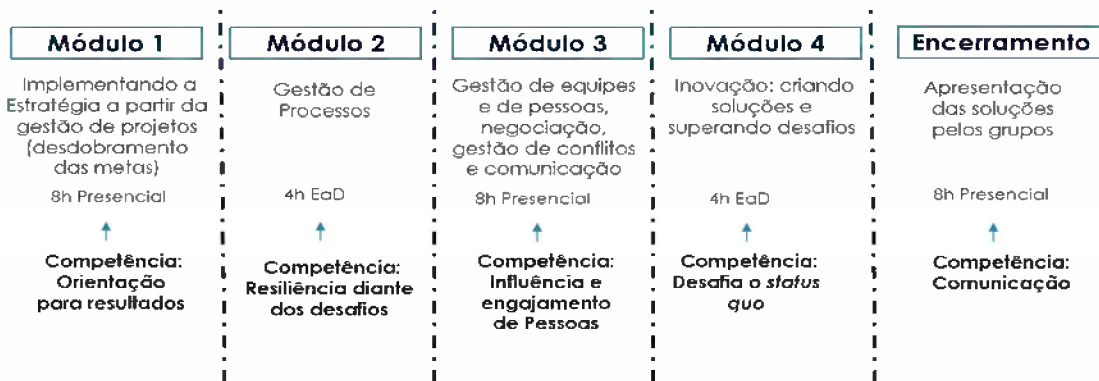 Módulo 1
Implementando a
Estratégia a partir da
gestão de projetos
(desdobramento
das metas)
8h Presencial
Competência:
Orientação
para resultados
Módulo 2
Gestão de
Processos
4h EaD
Competência:
Resiliência diante
dos desafios
Módulo 3
Gestão de equipes
e de pessoas,
negociação,
gestão de conflitos
e comunicação
8h Presencial
Competência:
Influência e
engajamento
de Pessoas
Módulo 4
Inovação: criando
soluções e
superando desafios
4h EaD
Competência:
Desafia o status
quo
Encerramento
Apresentação
das soluções
pelos grupos
8h Presencial
Competência:
Comunicação